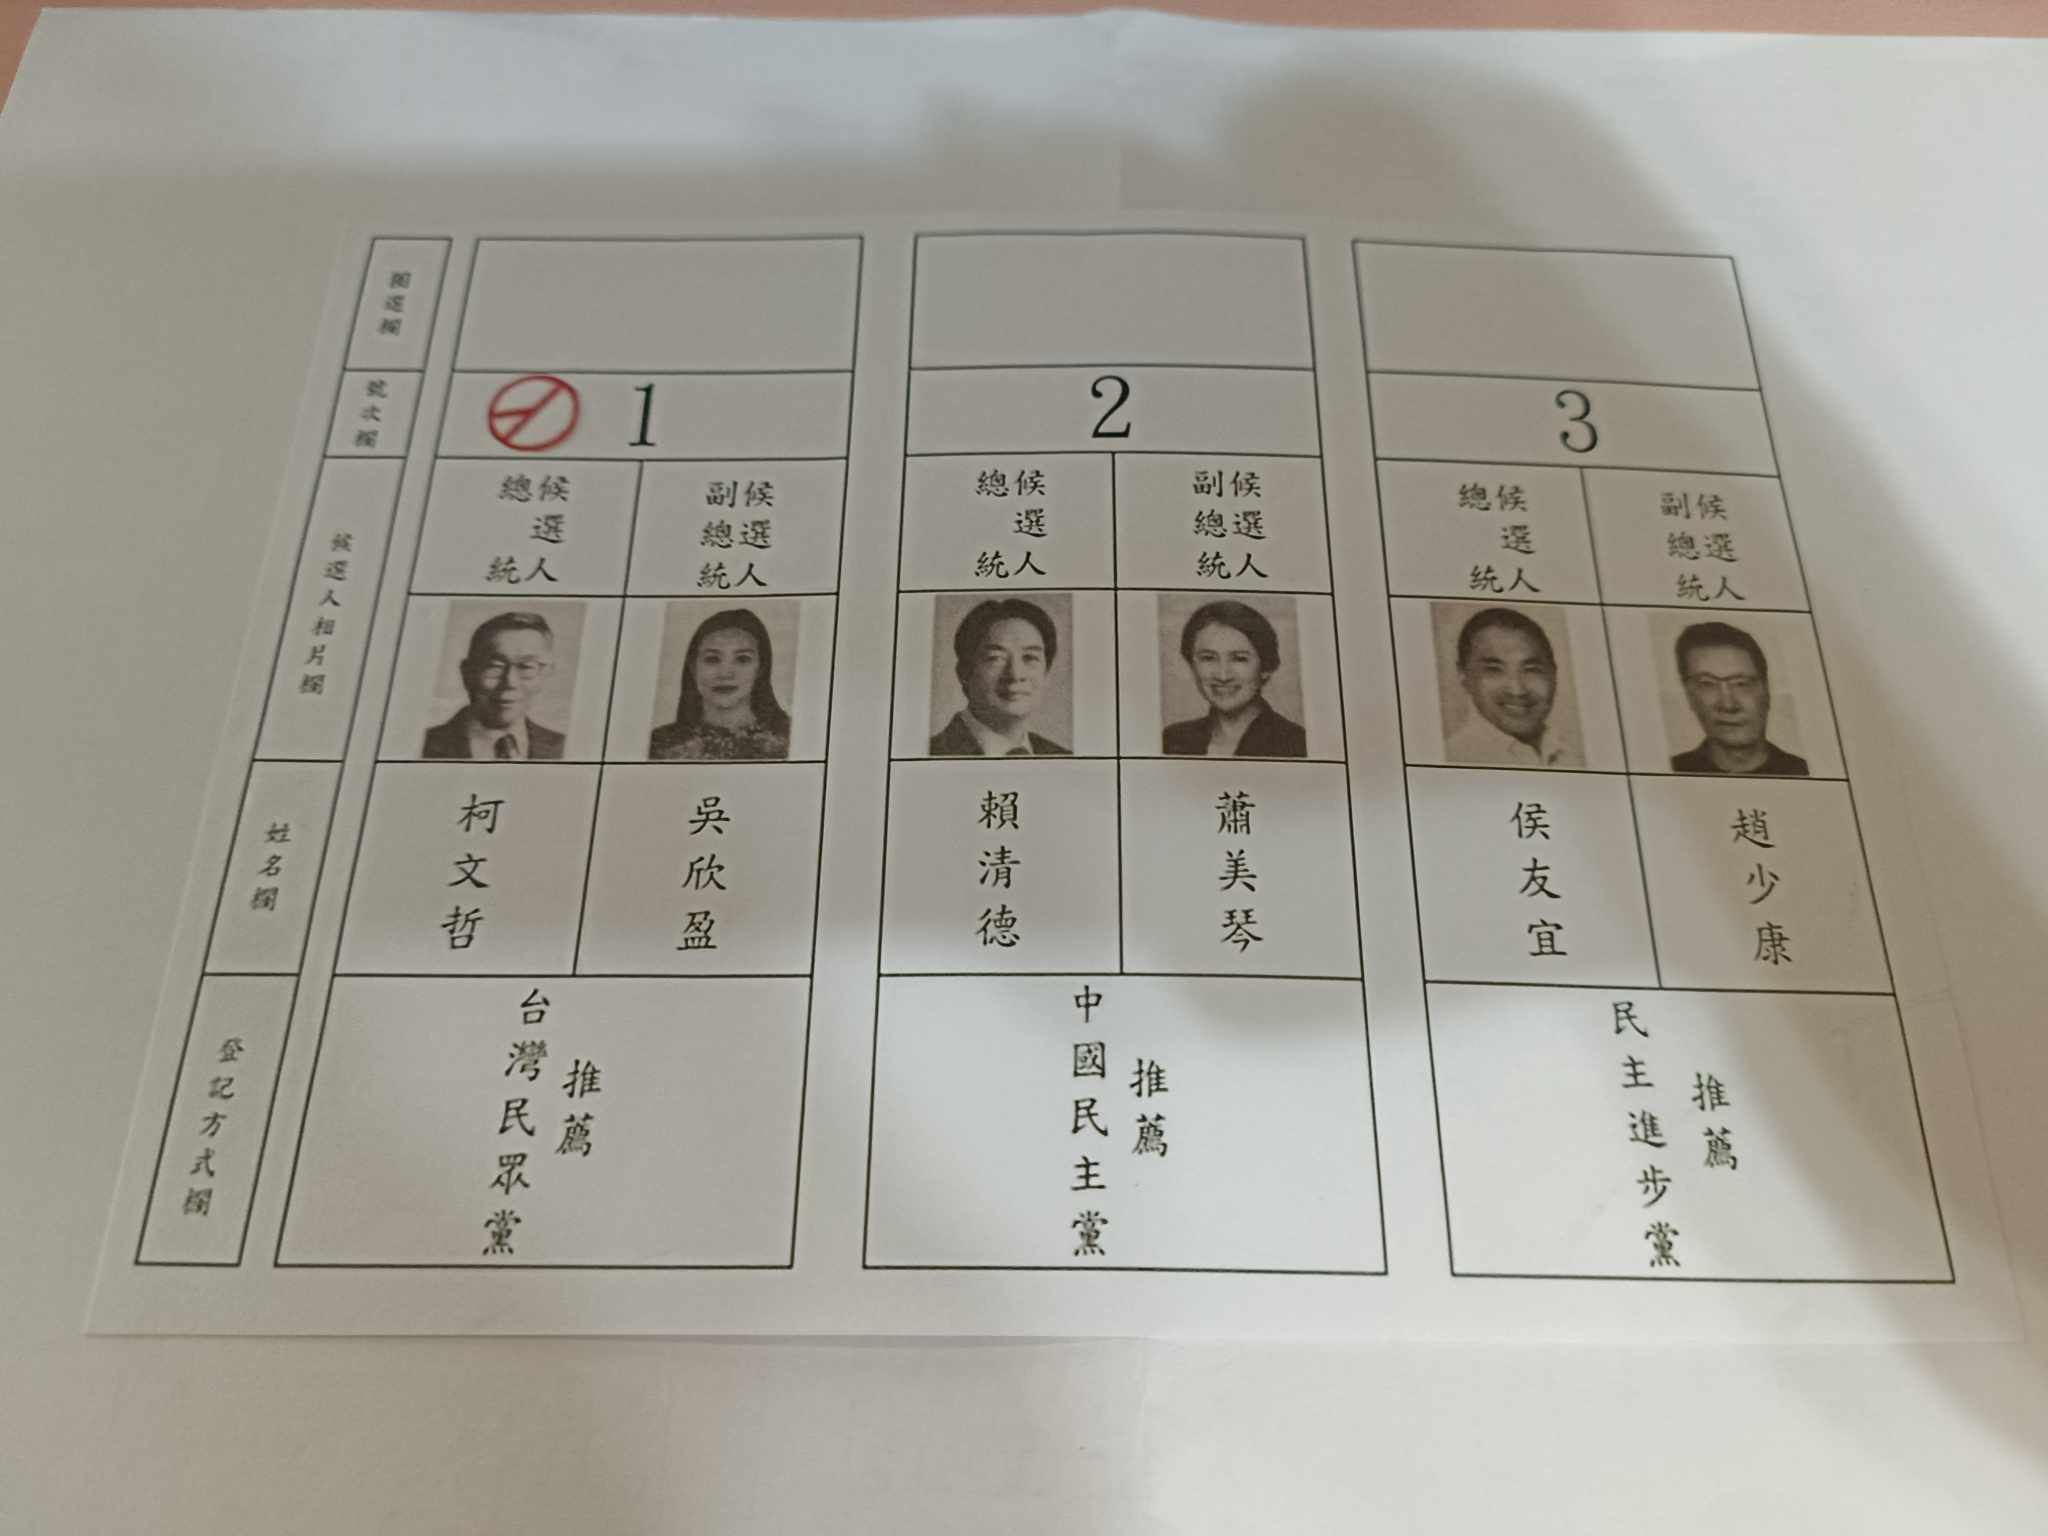 圈選欄
號次欄
候選人相片欄
姓名欄
登記方式欄
1
總統候選人
副總統候選人
柯文哲
吳欣盈
台灣民眾黨
推薦
2
總統候選人
副總統候選人
賴清德
蕭美琴
中國民主黨
推薦
3
總統候選人
副總統候選人
侯友宜
趙少康
民主進步黨
推薦